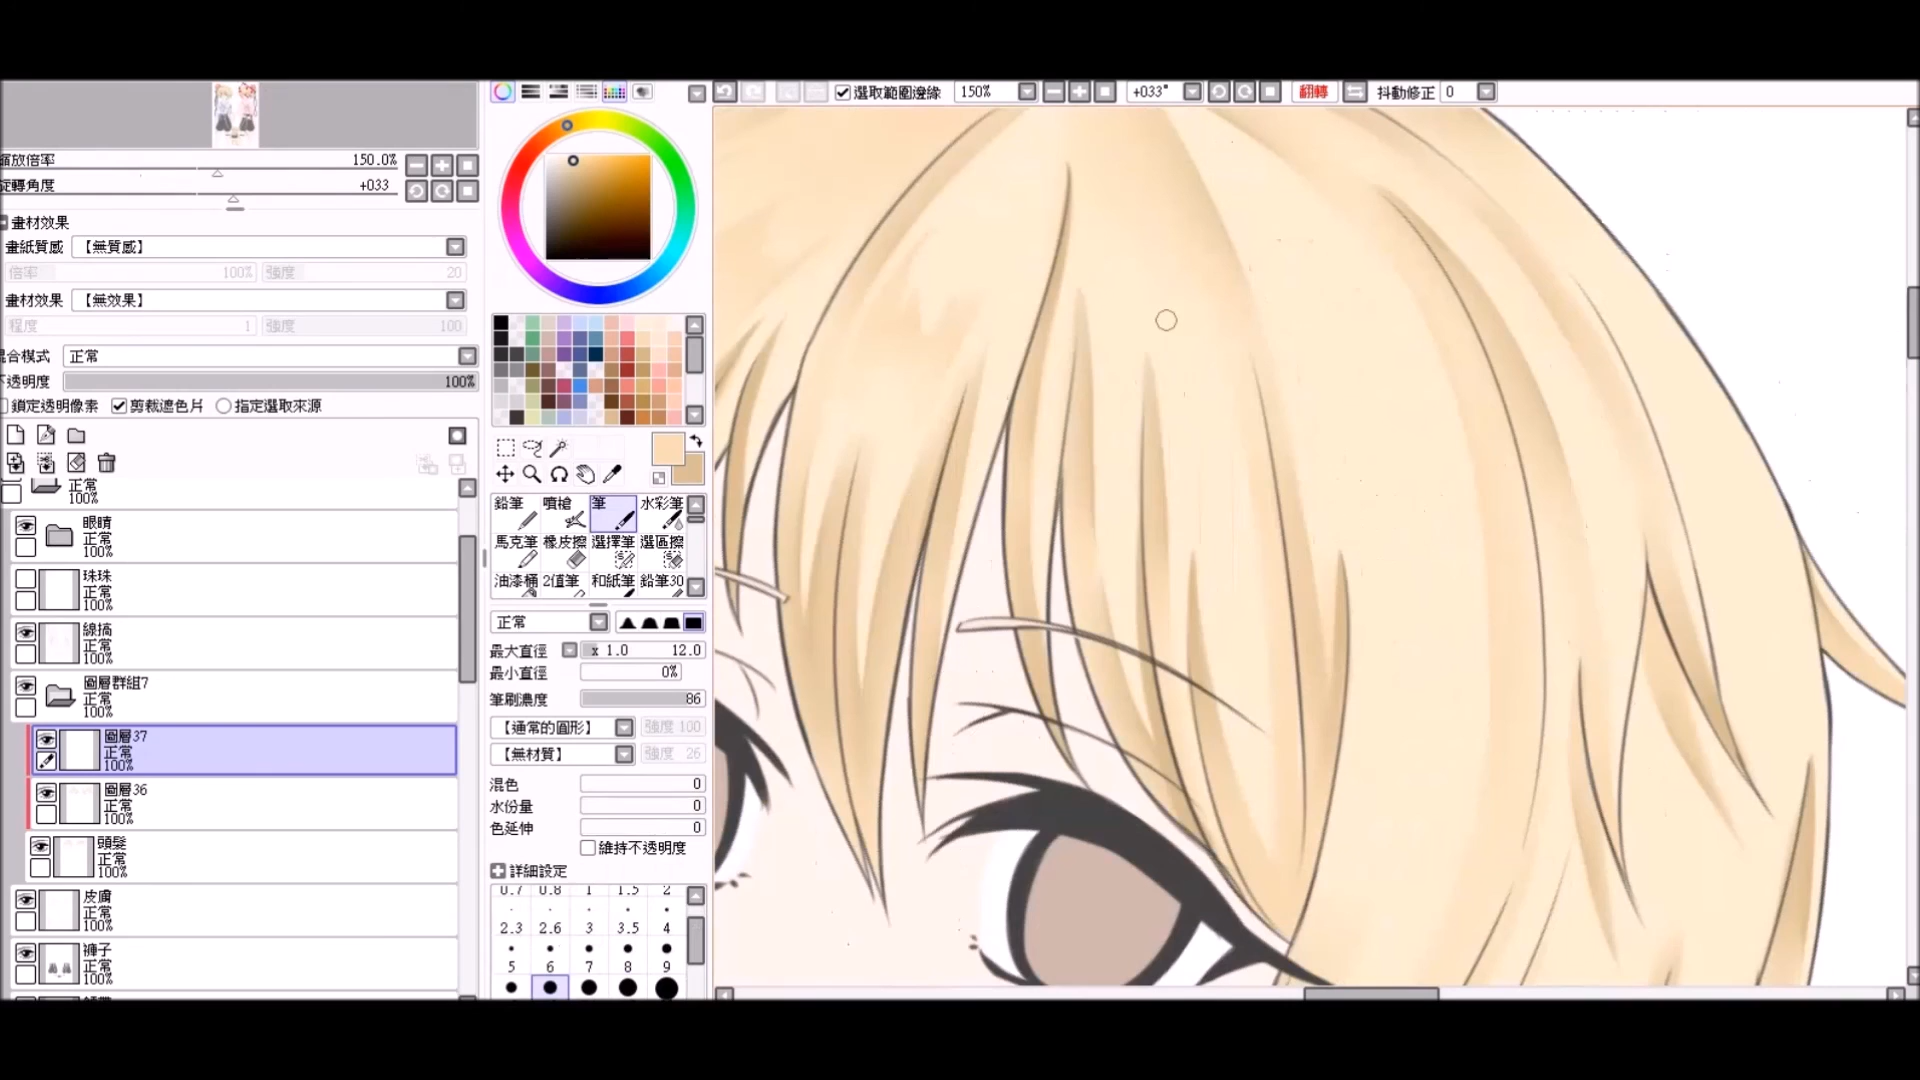 選取範圍邊緣 150% +033° 翻轉 抖動修正 0
縮放倍率 150.0%
旋轉角度 +033
畫材效果
畫紙質感 【無質感】
倍率 100% 強度 20
畫材效果 【無效果】
程度 1 強度 100
混合模式 正常
不透明度 100%
鎖定透明像素 剪裁遮色片 指定選取來源
正常
100%
眼睛
正常
100%
珠珠
正常
100%
線搞
正常
100%
圖層群組7
正常
100%
圖層37
正常
100%
圖層36
正常
100%
頭髮
正常
100%
皮膚
正常
100%
褲子
正常
100%
鉛筆 噴槍 筆 水彩筆
馬克筆 橡皮擦 選擇筆 選區擦
油漆桶 2值筆 和紙筆 鉛筆30
正常
最大直徑 x 1.0 12.0
最小直徑 0%
筆刷濃度 86
【通常的圓形】 強度 100
【無材質】 強度 26
混色 0
水份量 0
色延伸 0
維持不透明度
詳細設定
0.7 0.8 1 1.5 2
2.3 2.6 3 3.5 4
5 6 7 8 9